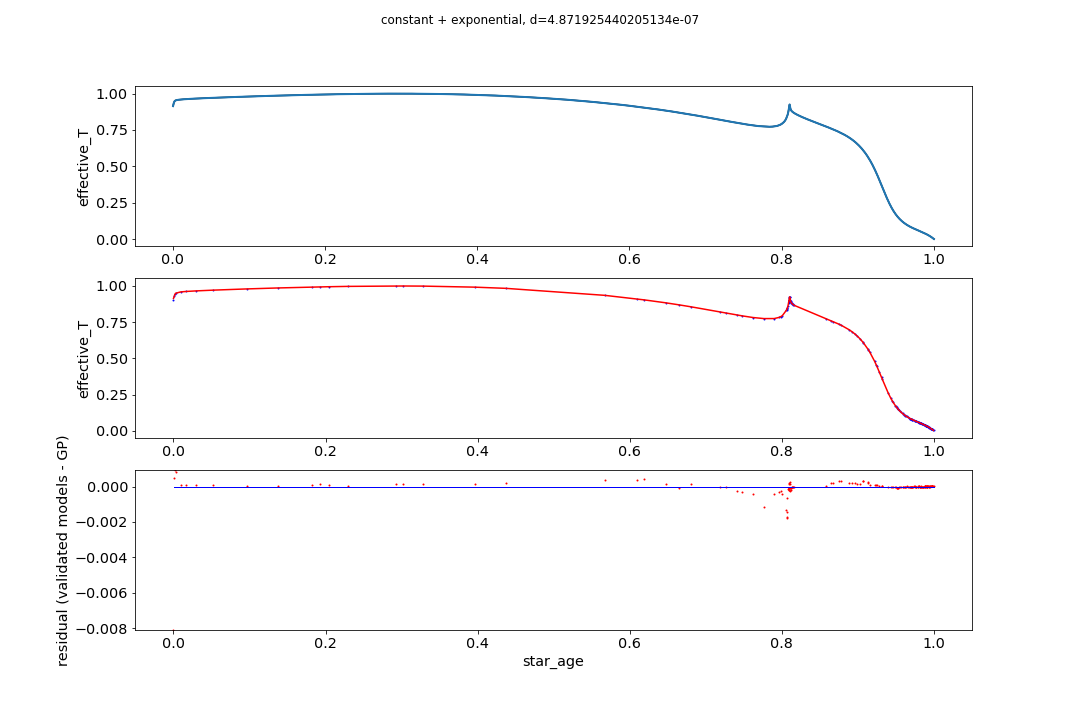 constant + exponential, d=4.871925440205134e-07
effective_T
1.00
0.75
0.50
0.25
0.00
0.0 0.2 0.4 0.6 0.8 1.0
effective_T
1.00
0.75
0.50
0.25
0.00
0.0 0.2 0.4 0.6 0.8 1.0
residual (validated models - GP)
0.000
−0.002
−0.004
−0.006
−0.008
0.0 0.2 0.4 0.6 0.8 1.0
star_age